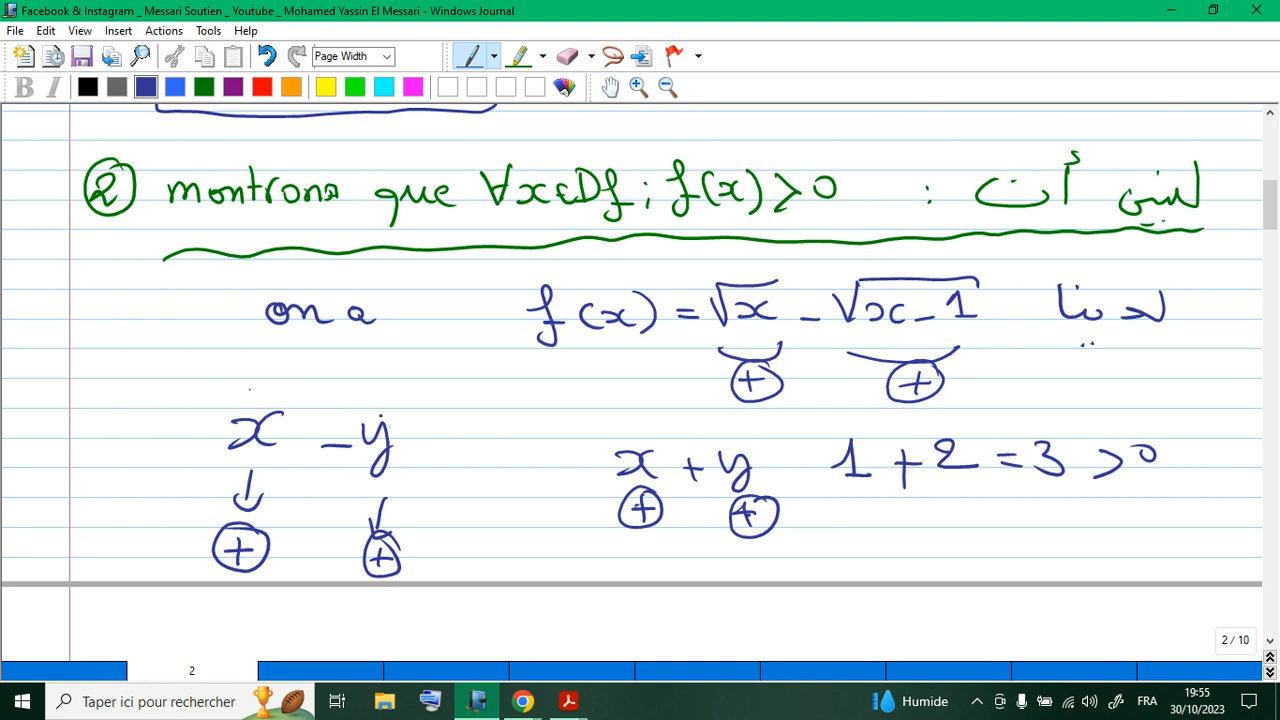 Facebook & Instagram _ Messari Soutien _ Youtube _ Mohamed Yassin El Messari - Windows Journal
File Edit View Insert Actions Tools Help
Page Width
B I
② montrons que ∀x∈Df ; f(x) > 0 : لنبين أن
on a f(x) = √x − √(x − 1) لدينا
+ +
x − y
x + y 1 + 2 = 3 > 0
+ +
+ +
2 / 10
2
Taper ici pour rechercher
Humide
FRA
19:55
30/10/2023